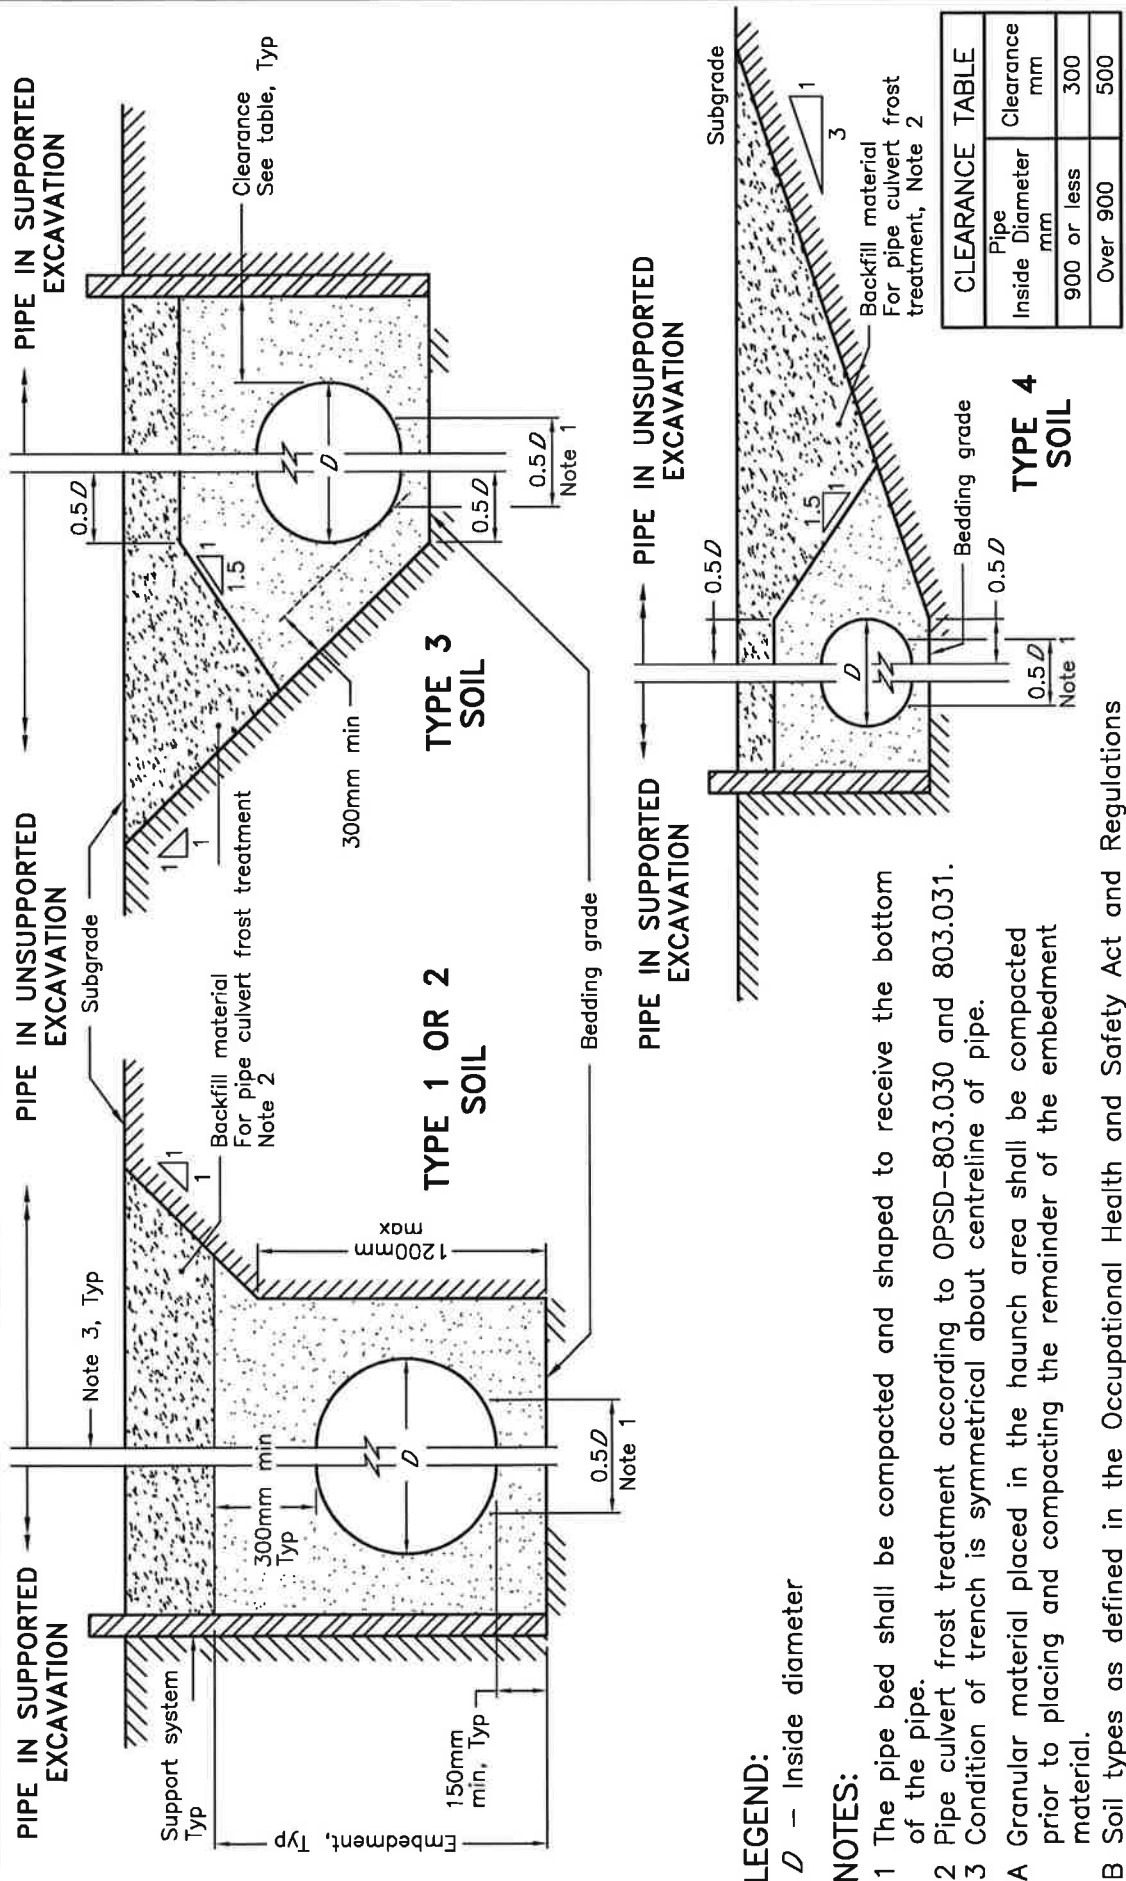 PIPE IN SUPPORTED
EXCAVATION
PIPE IN UNSUPPORTED
EXCAVATION
PIPE IN SUPPORTED
EXCAVATION
Note 3, Typ
Subgrade
Support system
Typ
Embedment, Typ
150mm
min, Typ
300mm min
Typ
D
0.5D
Note 1
1200mm
max
1
1
Backfill material
For pipe culvert frost treatment
Note 2
TYPE 1 OR 2
SOIL
Bedding grade
1
1
300mm min
0.5D
1
1.5
D
0.5D
0.5D
Note 1
Clearance
See table, Typ
TYPE 3
SOIL
PIPE IN SUPPORTED
EXCAVATION
PIPE IN UNSUPPORTED
EXCAVATION
0.5D
D
1.5
1
0.5D
0.5D
Note 1
Bedding grade
Subgrade
1
3
Backfill material
For pipe culvert frost
treatment, Note 2
TYPE 4
SOIL
CLEARANCE TABLE
Pipe
Inside Diameter
mm
Clearance
mm
900 or less 300
Over 900 500
LEGEND:
D – Inside diameter
NOTES:
1 The pipe bed shall be compacted and shaped to receive the bottom
of the pipe.
2 Pipe culvert frost treatment according to OPSD-803.030 and 803.031.
3 Condition of trench is symmetrical about centreline of pipe.
A Granular material placed in the haunch area shall be compacted
prior to placing and compacting the remainder of the embedment
material.
B Soil types as defined in the Occupational Health and Safety Act and Regulations